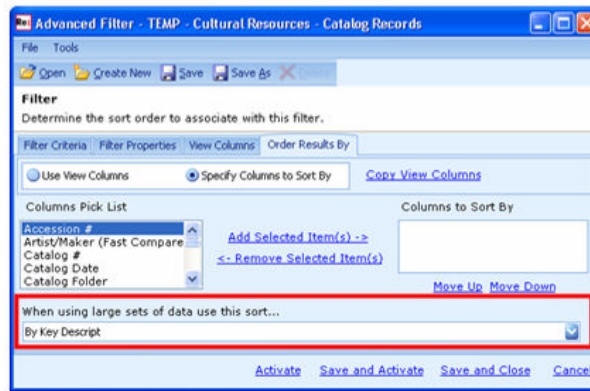 Re: Advanced Filter - TEMP - Cultural Resources - Catalog Records
File Tools
Open Create New Save Save As Delete
Filter
Determine the sort order to associate with this filter.
Filter Criteria Filter Properties View Columns Order Results By
Use View Columns Specify Columns to Sort By Copy View Columns
Columns Pick List Columns to Sort By
Accession #
Artist/Maker (Fast Compare
Catalog #
Catalog Date
Catalog Folder
Add Selected Item(s) ->
<- Remove Selected Item(s)
Move Up Move Down
When using large sets of data use this sort...
By Key Descript
Activate Save and Activate Save and Close Cancel